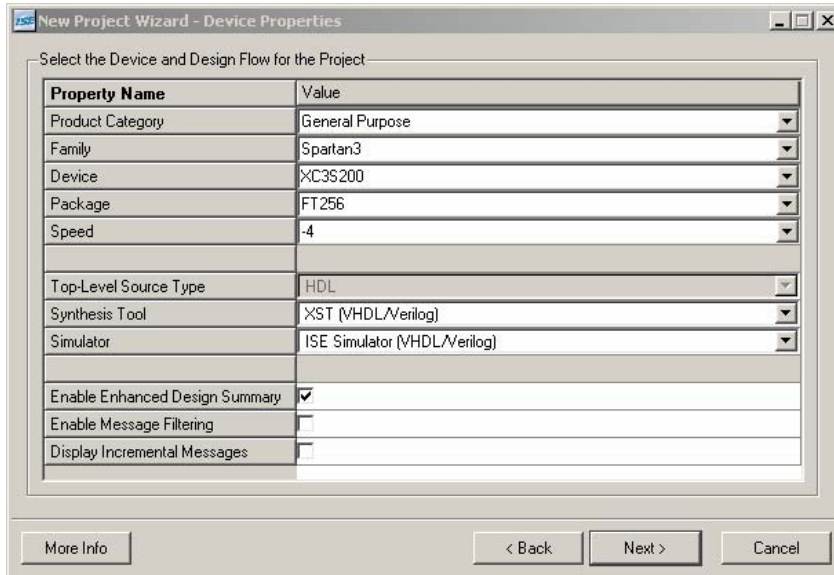 ISE New Project Wizard - Device Properties
Select the Device and Design Flow for the Project
Property Name Value
Product Category General Purpose
Family Spartan3
Device XC3S200
Package FT256
Speed -4
Top-Level Source Type HDL
Synthesis Tool XST (VHDL/Verilog)
Simulator ISE Simulator (VHDL/Verilog)
Enable Enhanced Design Summary
Enable Message Filtering
Display Incremental Messages
More Info < Back Next > Cancel